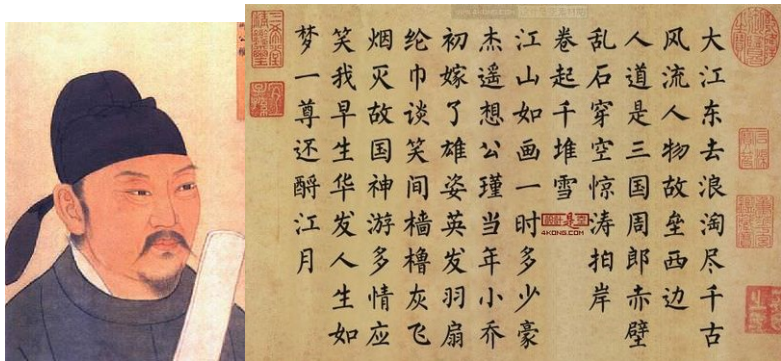 大江东去浪淘尽千古
风流人物故垒西边
人道是三国周郎赤壁
乱石穿空惊涛拍岸
卷起千堆雪
江山如画一时多少豪
杰遥想公瑾当年小乔
初嫁了雄姿英发羽扇
纶巾谈笑间樯橹灰飞
烟灭故国神游多情应
笑我早生华发人生如
梦一尊还酹江月
4KONG.COM